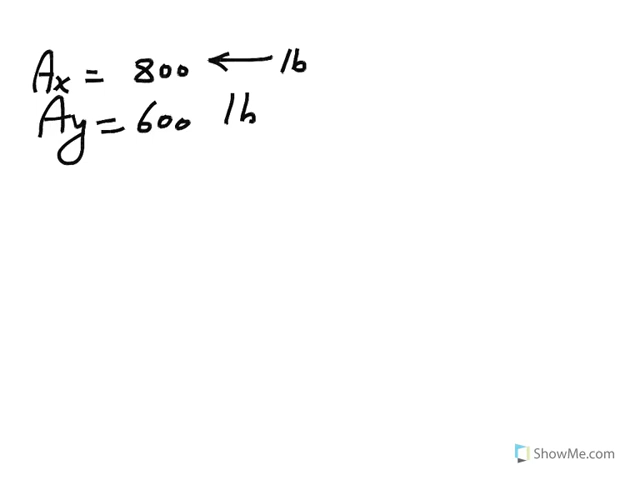 Ax = 800 ← lb
Ay = 600 lb
ShowMe.com